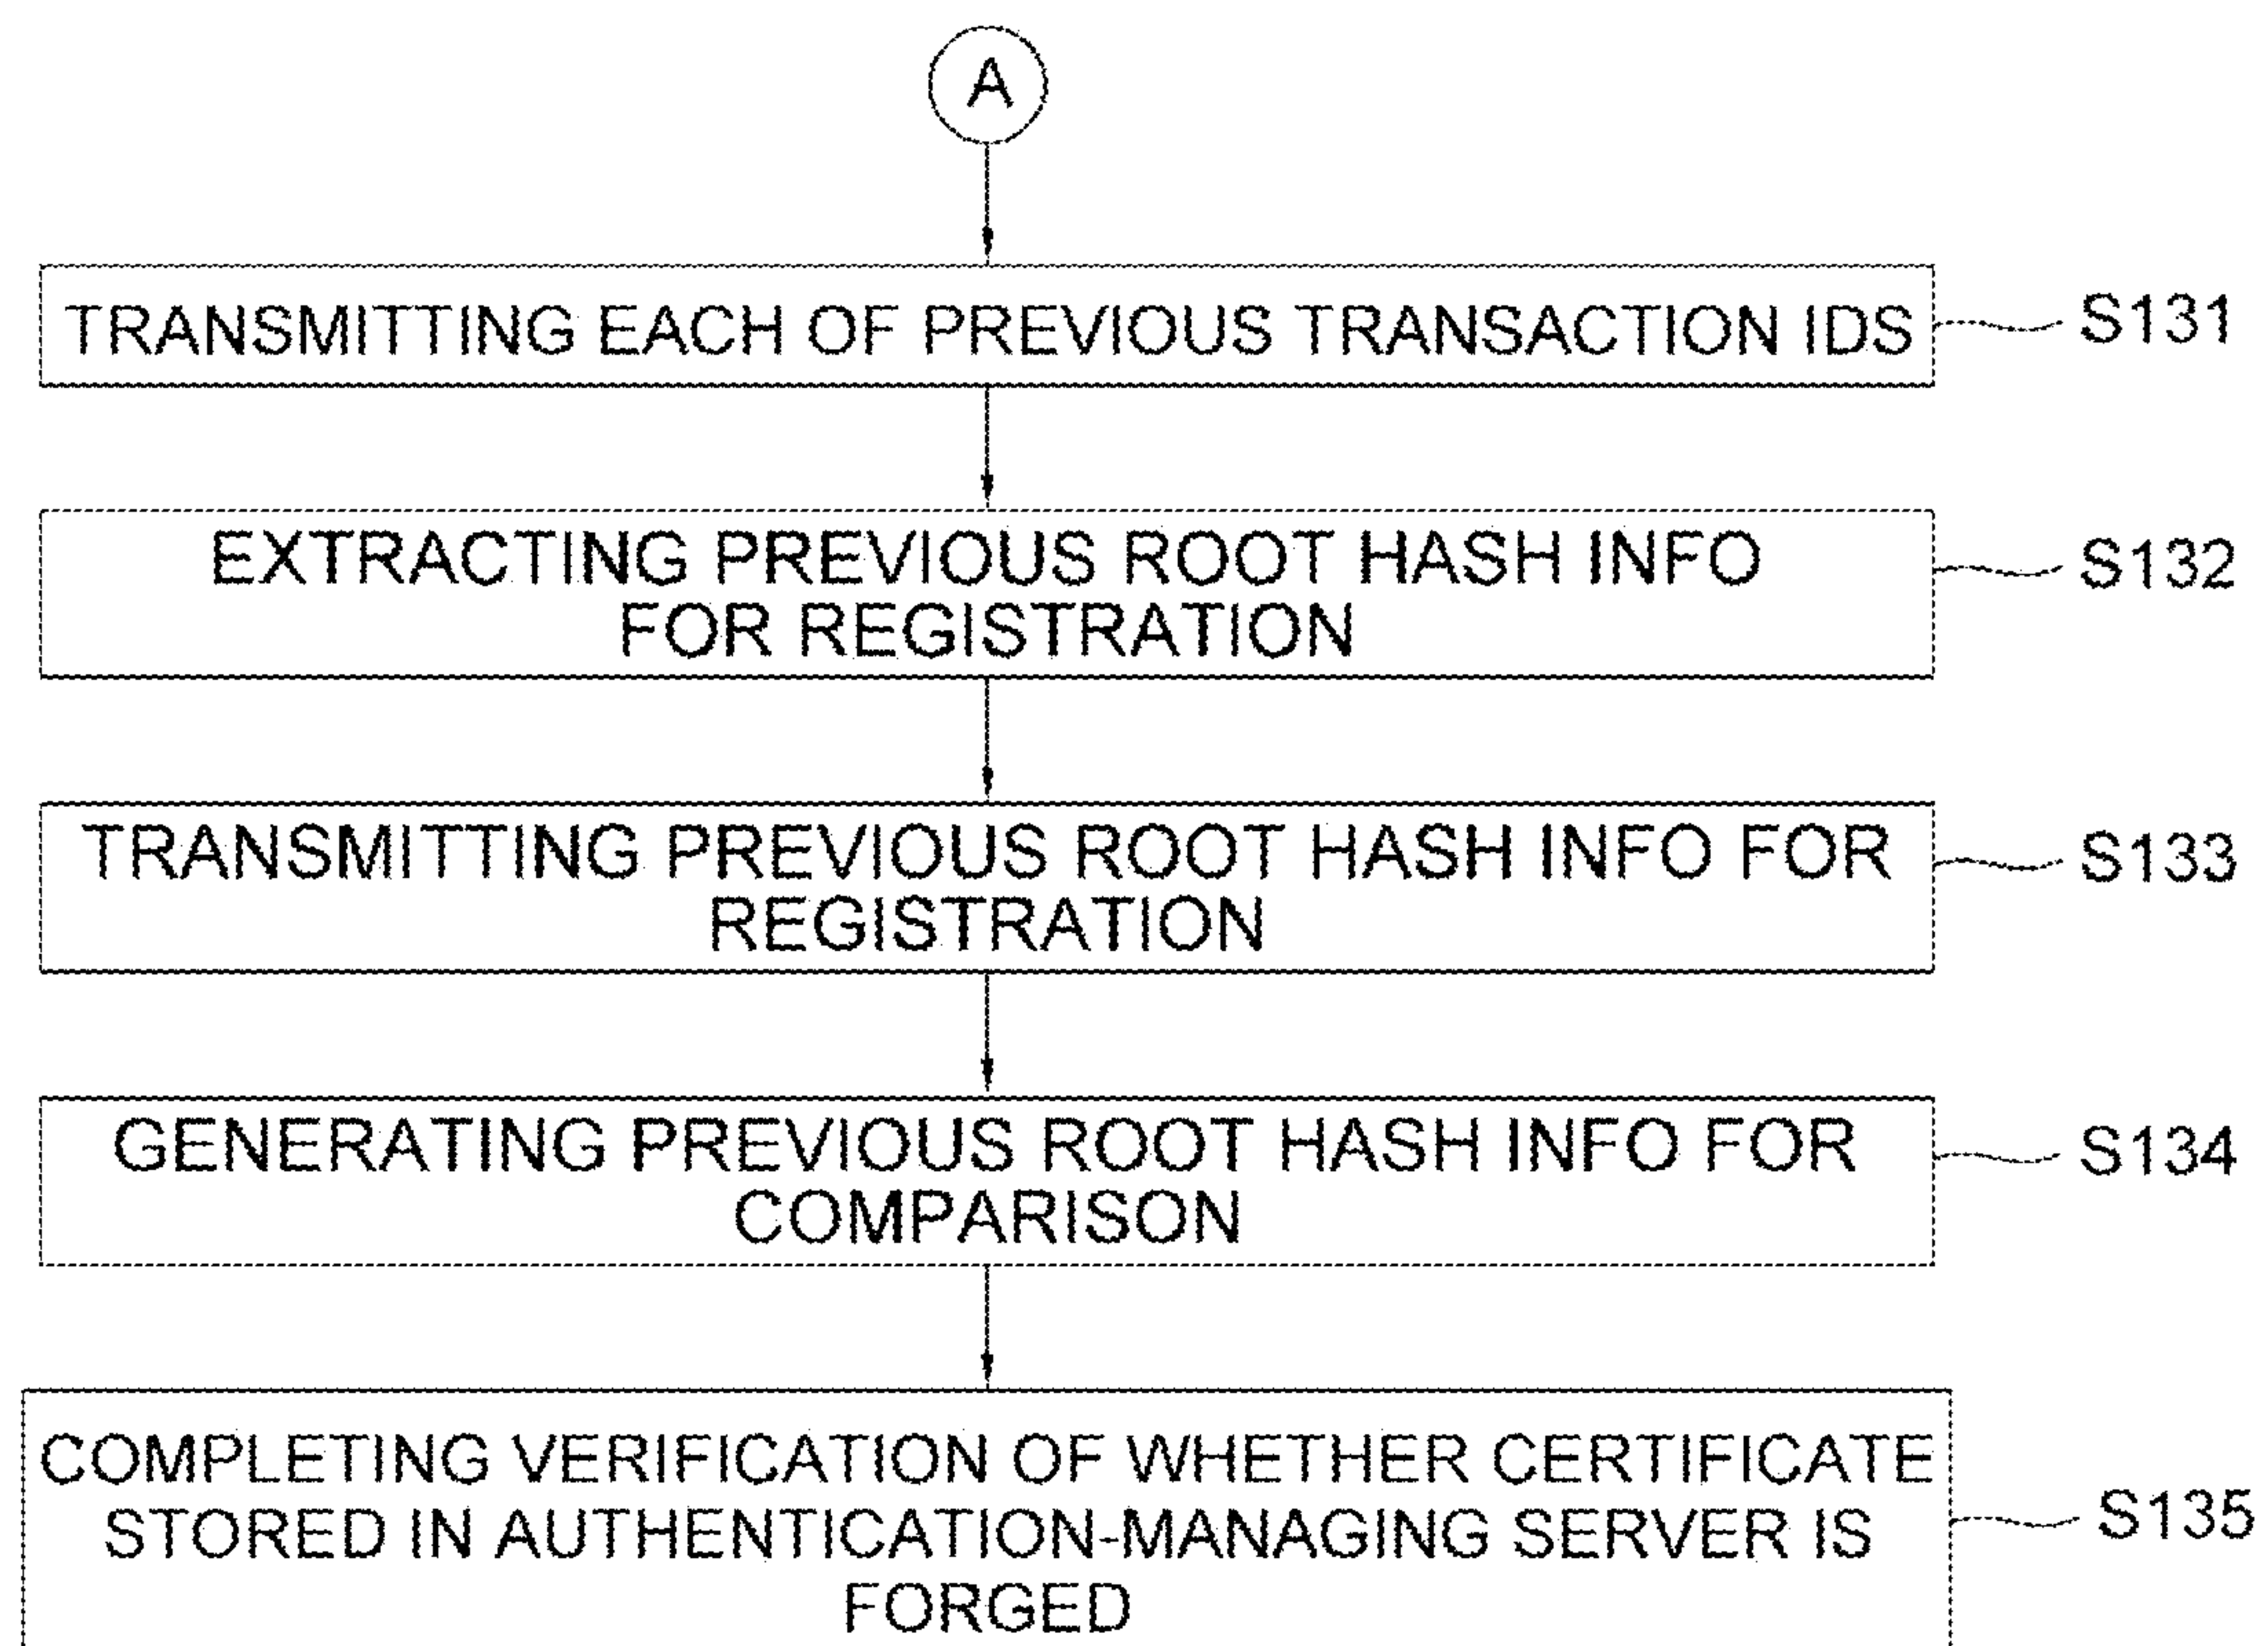 A
TRANSMITTING EACH OF PREVIOUS TRANSACTION IDS
S131
EXTRACTING PREVIOUS ROOT HASH INFO
FOR REGISTRATION
S132
TRANSMITTING PREVIOUS ROOT HASH INFO FOR
REGISTRATION
S133
GENERATING PREVIOUS ROOT HASH INFO FOR
COMPARISON
S134
COMPLETING VERIFICATION OF WHETHER CERTIFICATE
STORED IN AUTHENTICATION-MANAGING SERVER IS
FORGED
S135